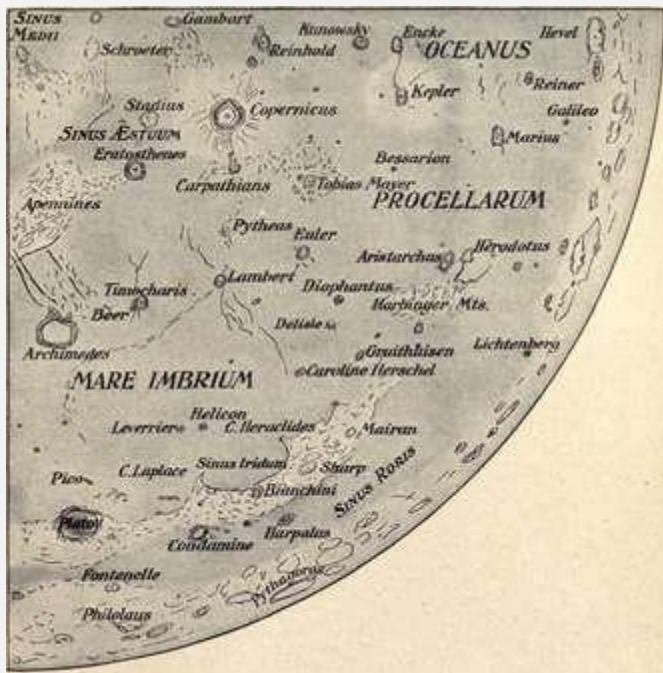 SINUS MEDII
Gambart
Kunowsky
Encke
Hevel
Schroeter
Reinhold
OCEANUS
Kepler
Reiner
Stadius
Copernicus
Galileo
SINUS ÆSTUUM
Marius
Eratosthenes
Bessarion
Carpathians
Tobias Mayer
Apennines
PROCELLARUM
Pytheas
Euler
Aristarchas
Herodotus
Timocharis
Lambert
Diophantus
Beer
Harbinger Mts.
Delisle
Archimedes
Gruithuisen
Lichtenberg
MARE IMBRIUM
Caroline Herschel
Helicon
Leverrier
C. Heraclides
Mairan
C. Laplace
Sinus Iridum
Sharp
Pico
Bianchini
SINUS RORIS
Plato
Condamine
Harpalus
Fontenelle
Pythagoras
Philolaus